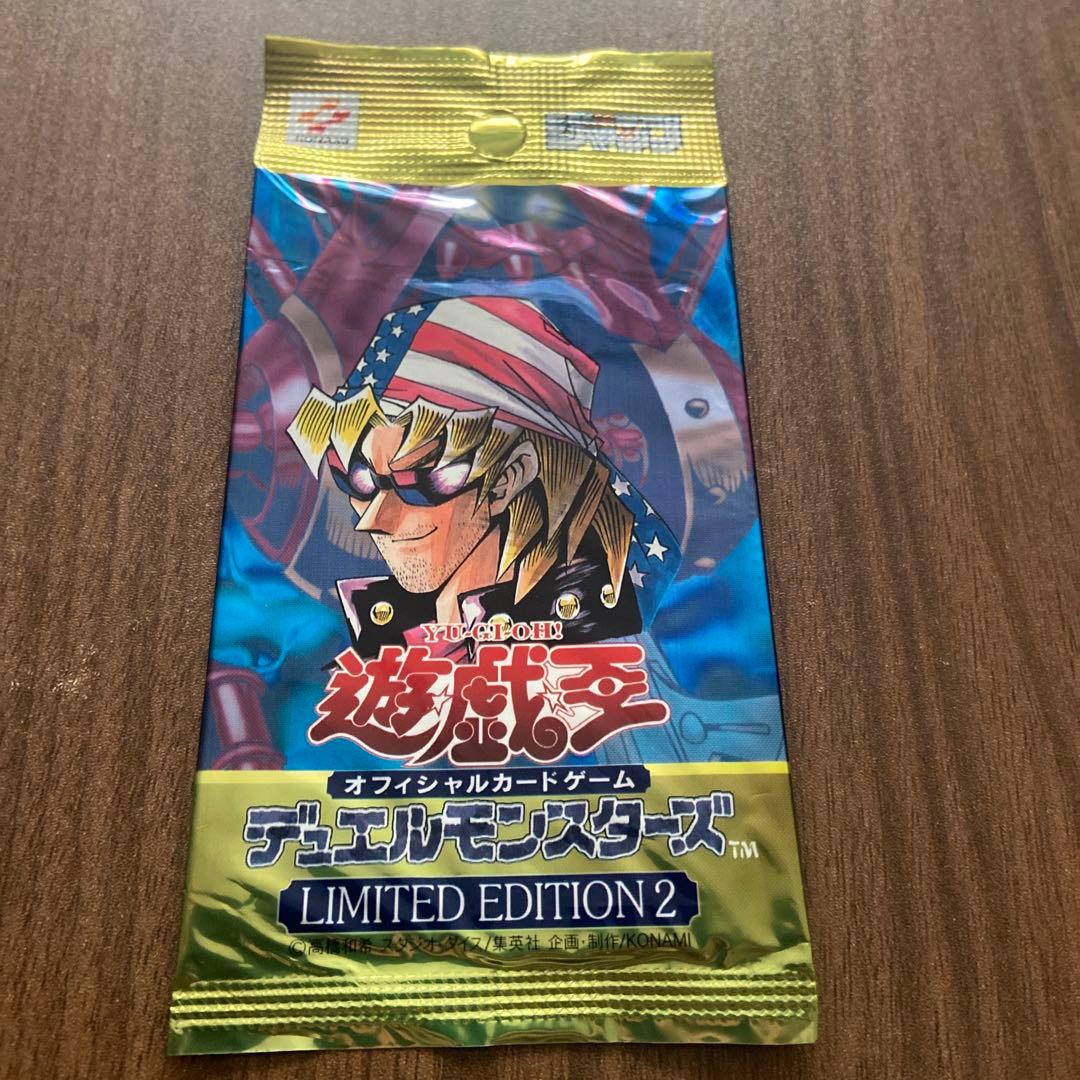 KONAMI
YU-GI-OH!
遊☆戯☆王
オフィシャルカードゲーム
デュエルモンスターズ™
LIMITED EDITION 2
©高橋和希 スタジオ・ダイス/集英社 企画・制作/KONAMI